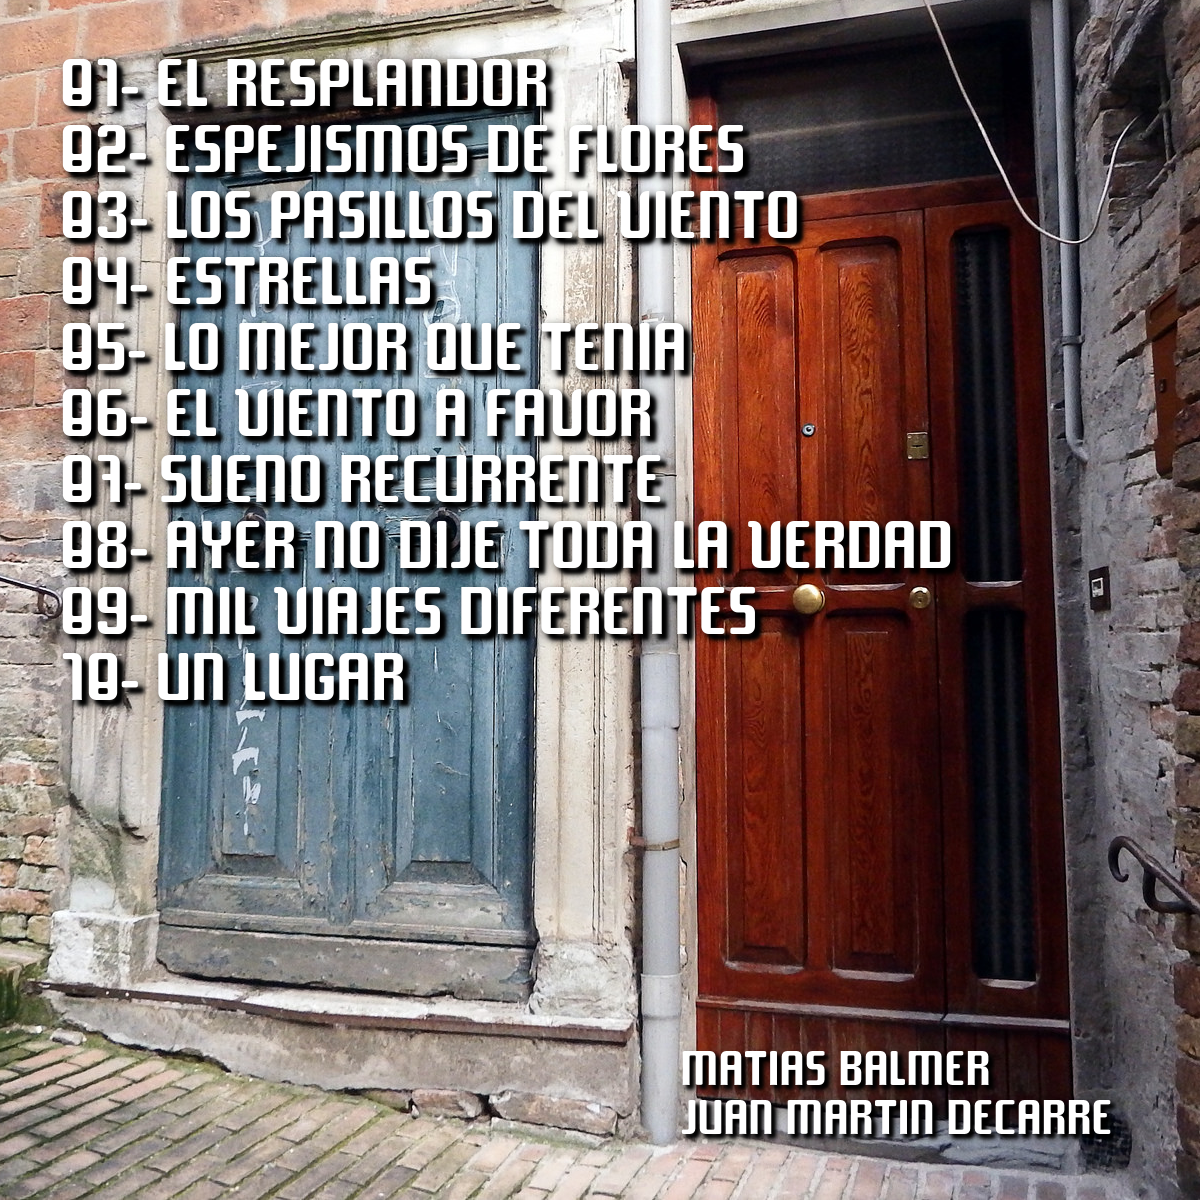 01- EL RESPLANDOR
02- ESPEJISMOS DE FLORES
03- LOS PASILLOS DEL VIENTO
04- ESTRELLAS
05- LO MEJOR QUE TENIA
06- EL VIENTO A FAVOR
07- SUENO RECURRENTE
08- AYER NO DIJE TODA LA VERDAD
09- MIL VIAJES DIFERENTES
10- UN LUGAR
MATIAS BALMER
JUAN MARTIN DECARRE